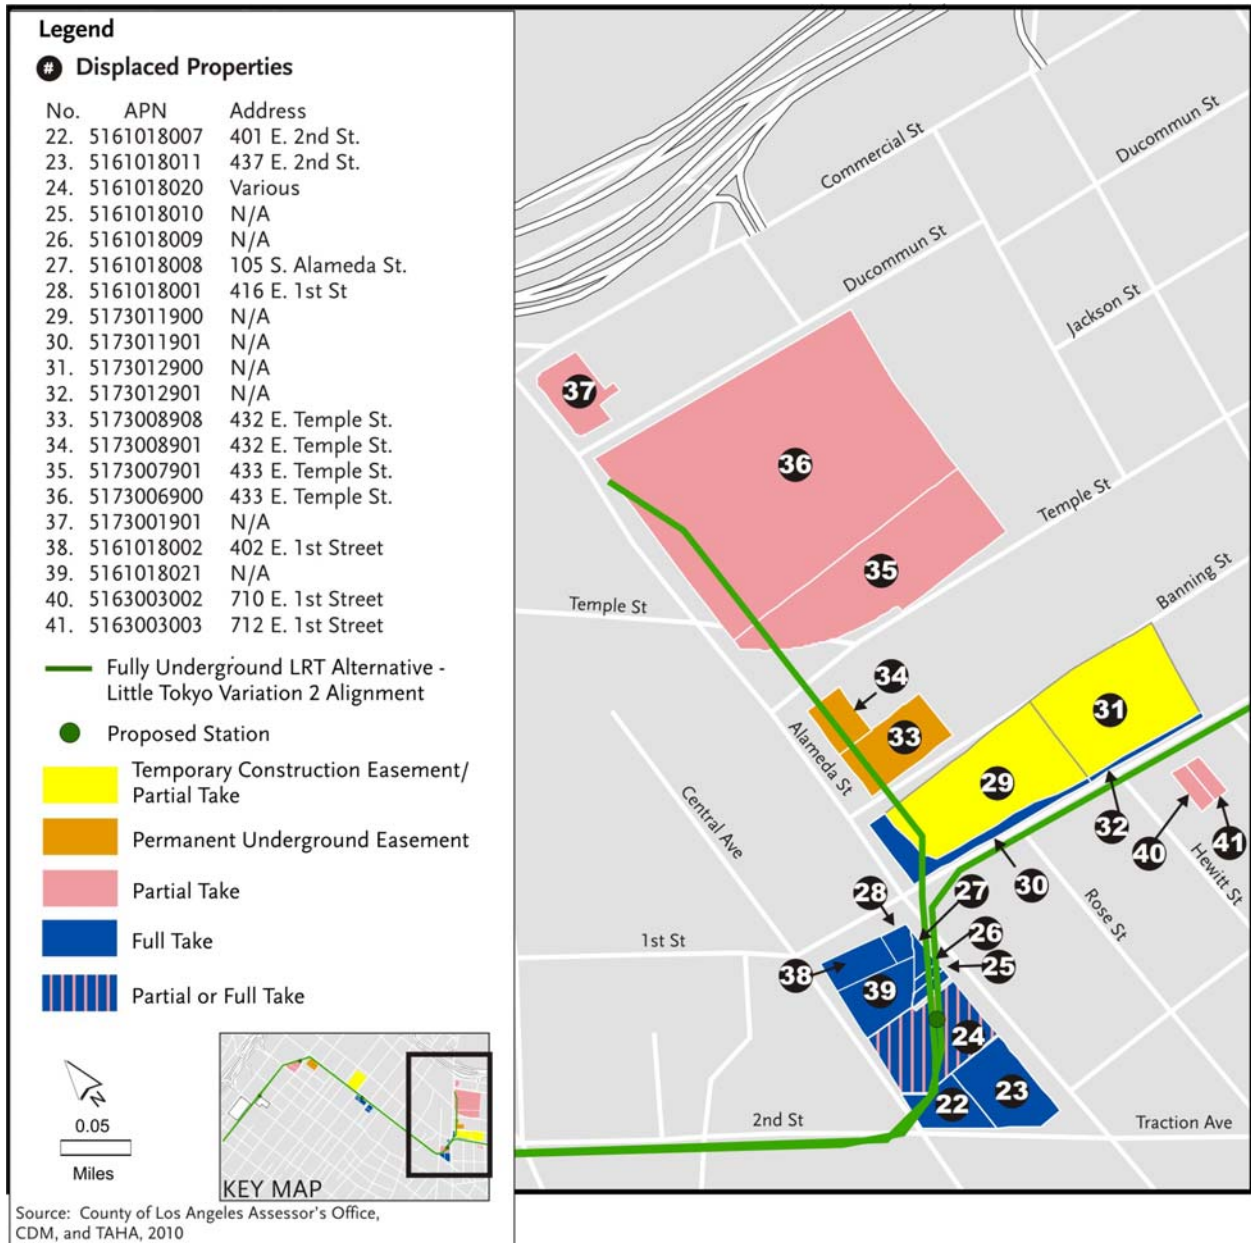 Legend
# Displaced Properties
No. APN Address
22. 5161018007 401 E. 2nd St.
23. 5161018011 437 E. 2nd St.
24. 5161018020 Various
25. 5161018010 N/A
26. 5161018009 N/A
27. 5161018008 105 S. Alameda St.
28. 5161018001 416 E. 1st St
29. 5173011900 N/A
30. 5173011901 N/A
31. 5173012900 N/A
32. 5173012901 N/A
33. 5173008908 432 E. Temple St.
34. 5173008901 432 E. Temple St.
35. 5173007901 433 E. Temple St.
36. 5173006900 433 E. Temple St.
37. 5173001901 N/A
38. 5161018002 402 E. 1st Street
39. 5161018021 N/A
40. 5163003002 710 E. 1st Street
41. 5163003003 712 E. 1st Street
Fully Underground LRT Alternative -
Little Tokyo Variation 2 Alignment
Proposed Station
Temporary Construction Easement/
Partial Take
Permanent Underground Easement
Partial Take
Full Take
Partial or Full Take
N
0.05
Miles
KEY MAP
Source: County of Los Angeles Assessor's Office,
CDM, and TAHA, 2010
Commercial St
Ducommun St
Ducommun St
Jackson St
37
36
Temple St
35
Temple St
Banning St
34
33
31
Alameda St
29
Central Ave
32
40
41
Hewitt St
30
Rose St
28
27
26
25
1st St
38
39
24
23
22
2nd St
Traction Ave